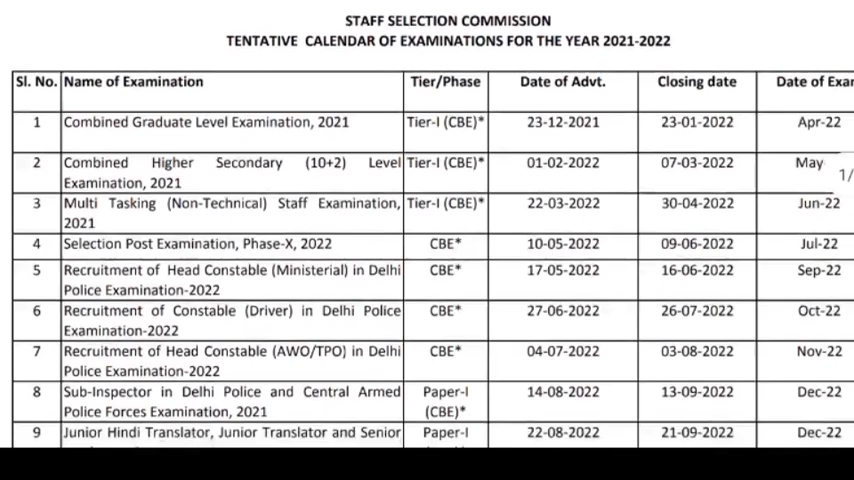 STAFF SELECTION COMMISSION
TENTATIVE CALENDAR OF EXAMINATIONS FOR THE YEAR 2021-2022
Sl. No. Name of Examination Tier/Phase Date of Advt. Closing date Date of Exam
1 Combined Graduate Level Examination, 2021 Tier-I (CBE)* 23-12-2021 23-01-2022 Apr-22
2 Combined Higher Secondary (10+2) Level Tier-I (CBE)* 01-02-2022 07-03-2022 May
Examination, 2021
1/
3 Multi Tasking (Non-Technical) Staff Examination, Tier-I (CBE)* 22-03-2022 30-04-2022 Jun-22
2021
4 Selection Post Examination, Phase-X, 2022 CBE* 10-05-2022 09-06-2022 Jul-22
5 Recruitment of Head Constable (Ministerial) in Delhi CBE* 17-05-2022 16-06-2022 Sep-22
Police Examination-2022
6 Recruitment of Constable (Driver) in Delhi Police CBE* 27-06-2022 26-07-2022 Oct-22
Examination-2022
7 Recruitment of Head Constable (AWO/TPO) in Delhi CBE* 04-07-2022 03-08-2022 Nov-22
Police Examination-2022
8 Sub-Inspector in Delhi Police and Central Armed Paper-I 14-08-2022 13-09-2022 Dec-22
Police Forces Examination, 2021 (CBE)*
9 Junior Hindi Translator, Junior Translator and Senior Paper-I 22-08-2022 21-09-2022 Dec-22